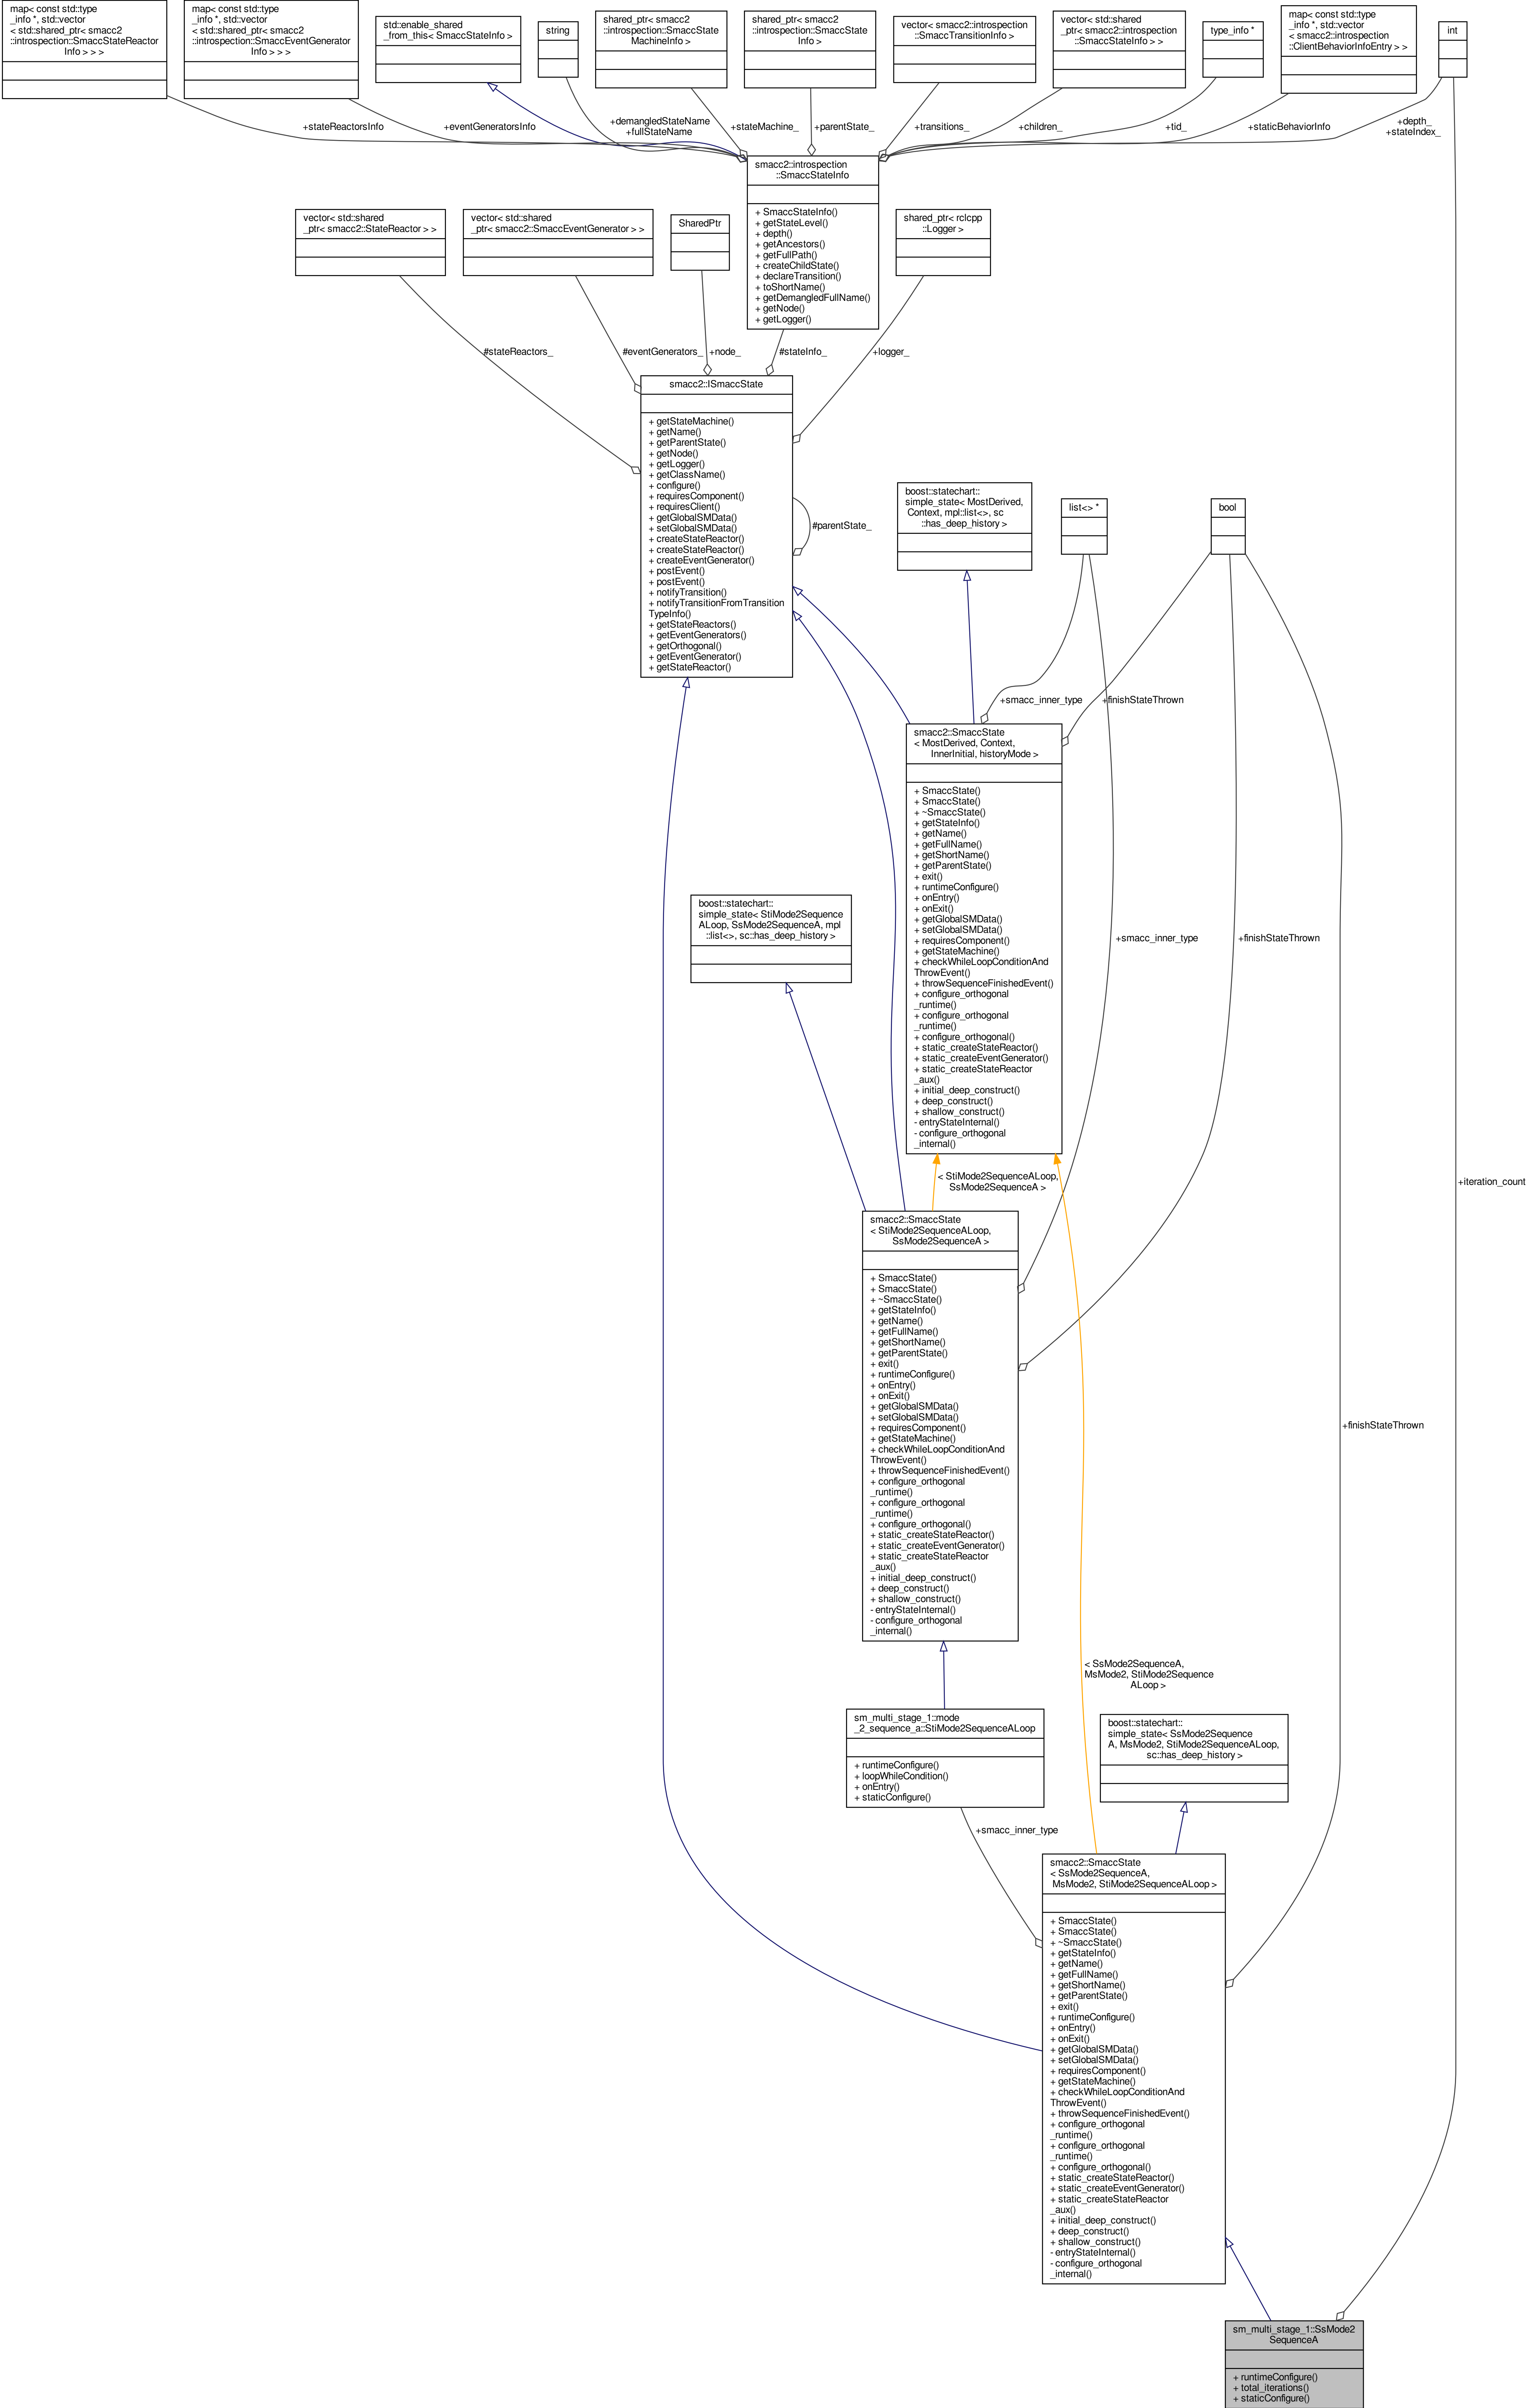 map< const std::type
_info *, std::vector
< std::shared_ptr< smacc2
::introspection::SmaccStateReactor
Info > > >
map< const std::type
_info *, std::vector
< std::shared_ptr< smacc2
::introspection::SmaccEventGenerator
Info > > >
std::enable_shared
_from_this< SmaccStateInfo >
string
shared_ptr< smacc2
::introspection::SmaccState
MachineInfo >
shared_ptr< smacc2
::introspection::SmaccState
Info >
vector< smacc2::introspection
::SmaccTransitionInfo >
vector< std::shared
_ptr< smacc2::introspection
::SmaccStateInfo > >
type_info *
map< const std::type
_info *, std::vector
< smacc2::introspection
::ClientBehaviorInfoEntry > >
int
+stateReactorsInfo
+eventGeneratorsInfo
+demangledStateName
+fullStateName
+stateMachine_
+parentState_
+transitions_
+children_
+tid_
+staticBehaviorInfo
+depth_
+stateIndex_
smacc2::introspection
::SmaccStateInfo
+ SmaccStateInfo()
+ getStateLevel()
+ depth()
+ getAncestors()
+ getFullPath()
+ createChildState()
+ declareTransition()
+ toShortName()
+ getDemangledFullName()
+ getNode()
+ getLogger()
vector< std::shared
_ptr< smacc2::StateReactor > >
vector< std::shared
_ptr< smacc2::SmaccEventGenerator > >
SharedPtr
shared_ptr< rclcpp
::Logger >
#stateReactors_
#eventGenerators_
+node_
#stateInfo_
+logger_
smacc2::ISmaccState
+ getStateMachine()
+ getName()
+ getParentState()
+ getNode()
+ getLogger()
+ getClassName()
+ configure()
+ requiresComponent()
+ requiresClient()
+ getGlobalSMData()
+ setGlobalSMData()
+ createStateReactor()
+ createStateReactor()
+ createEventGenerator()
+ postEvent()
+ postEvent()
+ notifyTransition()
+ notifyTransitionFromTransition
TypeInfo()
+ getStateReactors()
+ getEventGenerators()
+ getOrthogonal()
+ getEventGenerator()
+ getStateReactor()
#parentState_
boost::statechart::
simple_state< MostDerived,
Context, mpl::list<>, sc
::has_deep_history >
list<> *
bool
+smacc_inner_type
+finishStateThrown
smacc2::SmaccState
< MostDerived, Context,
InnerInitial, historyMode >
+ SmaccState()
+ SmaccState()
+ ~SmaccState()
+ getStateInfo()
+ getName()
+ getFullName()
+ getShortName()
+ getParentState()
+ exit()
+ runtimeConfigure()
+ onEntry()
+ onExit()
+ getGlobalSMData()
+ setGlobalSMData()
+ requiresComponent()
+ getStateMachine()
+ checkWhileLoopConditionAnd
ThrowEvent()
+ throwSequenceFinishedEvent()
+ configure_orthogonal
_runtime()
+ configure_orthogonal
_runtime()
+ configure_orthogonal()
+ static_createStateReactor()
+ static_createEventGenerator()
+ static_createStateReactor
_aux()
+ initial_deep_construct()
+ deep_construct()
+ shallow_construct()
- entryStateInternal()
- configure_orthogonal
_internal()
boost::statechart::
simple_state< StiMode2Sequence
ALoop, SsMode2SequenceA, mpl
::list<>, sc::has_deep_history >
+smacc_inner_type
+finishStateThrown
< StiMode2SequenceALoop,
SsMode2SequenceA >
+iteration_count
smacc2::SmaccState
< StiMode2SequenceALoop,
SsMode2SequenceA >
+ SmaccState()
+ SmaccState()
+ ~SmaccState()
+ getStateInfo()
+ getName()
+ getFullName()
+ getShortName()
+ getParentState()
+ exit()
+ runtimeConfigure()
+ onEntry()
+ onExit()
+ getGlobalSMData()
+ setGlobalSMData()
+ requiresComponent()
+ getStateMachine()
+ checkWhileLoopConditionAnd
ThrowEvent()
+ throwSequenceFinishedEvent()
+ configure_orthogonal
_runtime()
+ configure_orthogonal
_runtime()
+ configure_orthogonal()
+ static_createStateReactor()
+ static_createEventGenerator()
+ static_createStateReactor
_aux()
+ initial_deep_construct()
+ deep_construct()
+ shallow_construct()
- entryStateInternal()
- configure_orthogonal
_internal()
+finishStateThrown
< SsMode2SequenceA,
MsMode2, StiMode2Sequence
ALoop >
sm_multi_stage_1::mode
_2_sequence_a::StiMode2SequenceALoop
+ runtimeConfigure()
+ loopWhileCondition()
+ onEntry()
+ staticConfigure()
boost::statechart::
simple_state< SsMode2Sequence
A, MsMode2, StiMode2SequenceALoop,
sc::has_deep_history >
+smacc_inner_type
smacc2::SmaccState
< SsMode2SequenceA,
MsMode2, StiMode2SequenceALoop >
+ SmaccState()
+ SmaccState()
+ ~SmaccState()
+ getStateInfo()
+ getName()
+ getFullName()
+ getShortName()
+ getParentState()
+ exit()
+ runtimeConfigure()
+ onEntry()
+ onExit()
+ getGlobalSMData()
+ setGlobalSMData()
+ requiresComponent()
+ getStateMachine()
+ checkWhileLoopConditionAnd
ThrowEvent()
+ throwSequenceFinishedEvent()
+ configure_orthogonal
_runtime()
+ configure_orthogonal
_runtime()
+ configure_orthogonal()
+ static_createStateReactor()
+ static_createEventGenerator()
+ static_createStateReactor
_aux()
+ initial_deep_construct()
+ deep_construct()
+ shallow_construct()
- entryStateInternal()
- configure_orthogonal
_internal()
sm_multi_stage_1::SsMode2
SequenceA
+ runtimeConfigure()
+ total_iterations()
+ staticConfigure()